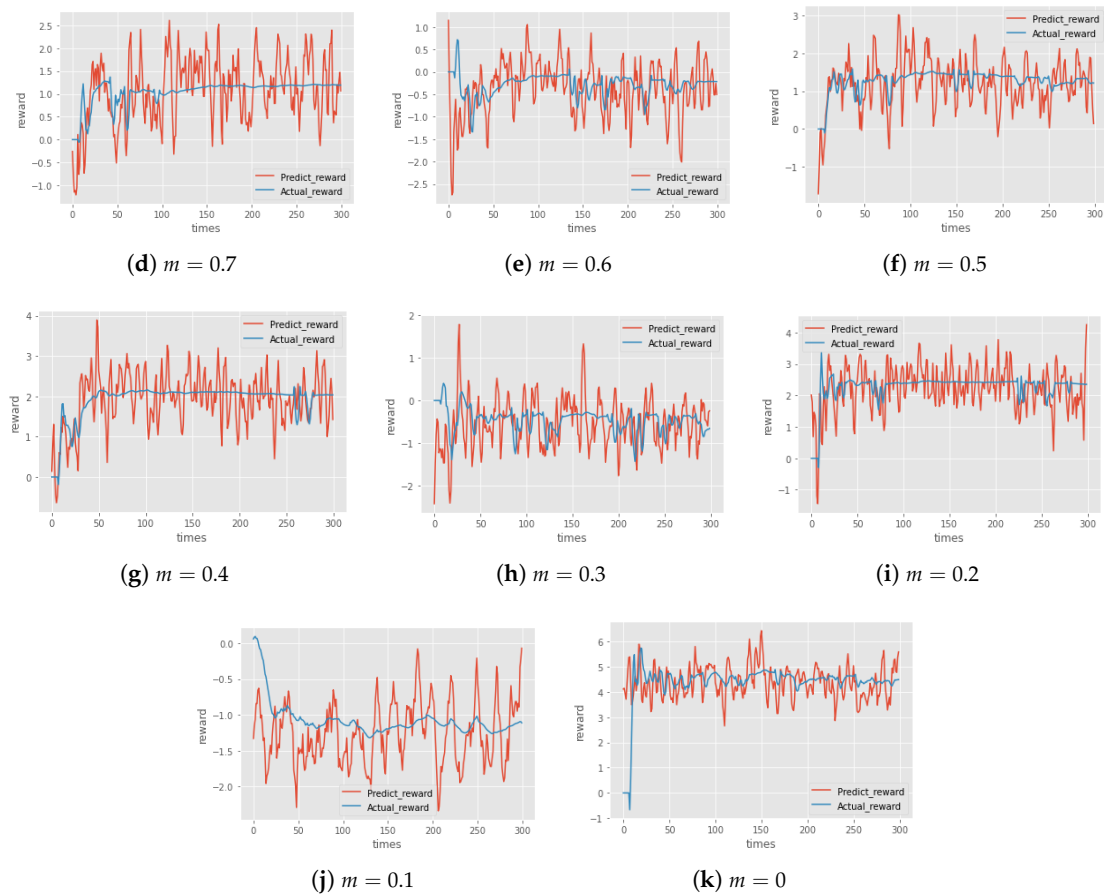 2.5
2.0
1.5
1.0
0.5
0.0
−0.5
−1.0
reward
Predict_reward
Actual_reward
0
50
100
150
200
250
300
times
(d) m = 0.7
1.0
0.5
0.0
−0.5
−1.0
−1.5
−2.0
−2.5
reward
Predict_reward
Actual_reward
0
50
100
150
200
250
300
times
(e) m = 0.6
3
2
1
0
−1
reward
Predict_reward
Actual_reward
0
50
100
150
200
250
300
times
(f) m = 0.5
4
3
2
1
0
reward
Predict_reward
Actual_reward
0
50
100
150
200
250
300
times
(g) m = 0.4
2
1
0
−1
−2
reward
Predict_reward
Actual_reward
0
50
100
150
200
250
300
times
(h) m = 0.3
4
3
2
1
0
−1
reward
Predict_reward
Actual_reward
0
50
100
150
200
250
300
times
(i) m = 0.2
0.0
−0.5
−1.0
−1.5
−2.0
reward
Predict_reward
Actual_reward
0
50
100
150
200
250
300
times
(j) m = 0.1
6
5
4
3
2
1
0
−1
reward
Predict_reward
Actual_reward
0
50
100
150
200
250
300
times
(k) m = 0